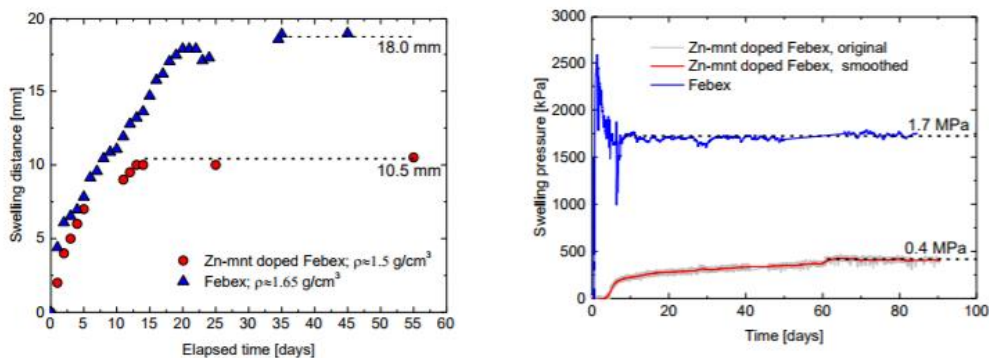 20
15
10
5
0
Swelling distance [mm]
18.0 mm
10.5 mm
Zn-mnt doped Febex; ρ≈1.5 g/cm³
Febex; ρ≈1.65 g/cm³
0 5 10 15 20 25 30 35 40 45 50 55 60
Elapsed time [days]
3000
2500
2000
1500
1000
500
0
Swelling pressure [kPa]
Zn-mnt doped Febex, original
Zn-mnt doped Febex, smoothed
Febex
1.7 MPa
0.4 MPa
0 20 40 60 80 100
Time [days]